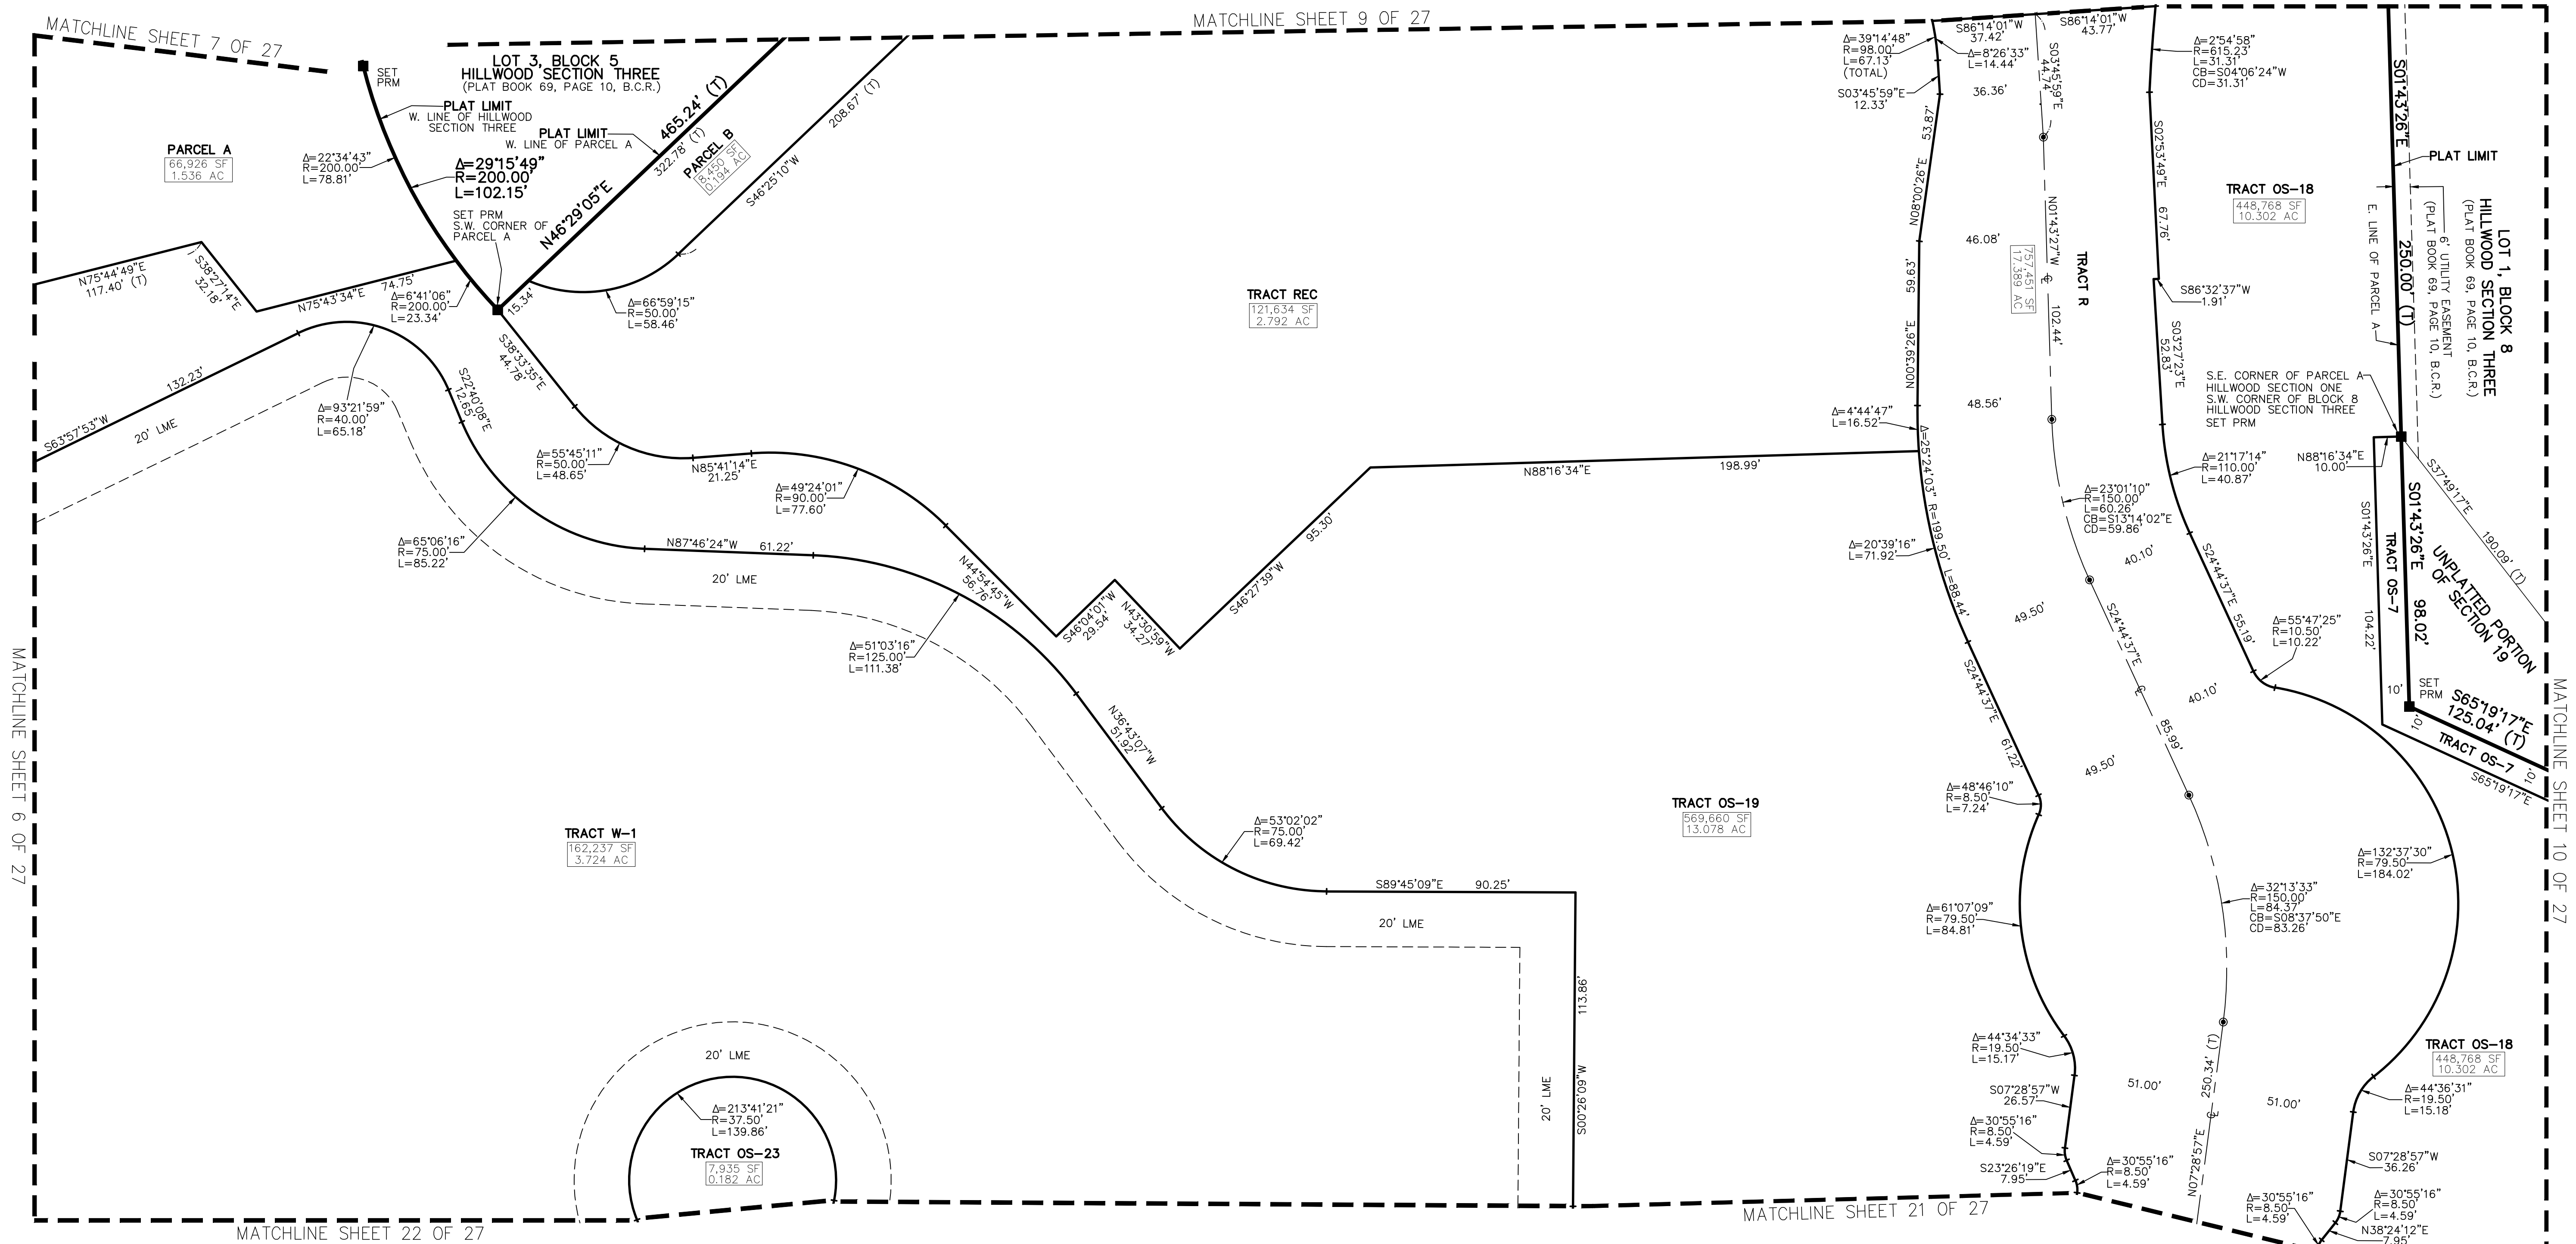 MATCHLINE SHEET 7 OF 27
MATCHLINE SHEET 9 OF 27
SET
PRM
LOT 3, BLOCK 5
HILLWOOD SECTION THREE
(PLAT BOOK 69, PAGE 10, B.C.R.)
PLAT LIMIT
W. LINE OF HILLWOOD
SECTION THREE
PLAT LIMIT
W. LINE OF PARCEL A
PARCEL A
66,926 SF
1.536 AC
Δ=22°34'43"
R=200.00'
L=78.81'
Δ=29°15'49"
R=200.00'
L=102.15'
SET PRM
S.W. CORNER OF
PARCEL A
N46°29'05"E
465.24' (T)
322.78' (T)
PARCEL B
8,450 SF
0.194 AC
208.67' (T)
S46°25'10"W
N75°44'49"E
117.40' (T)
S38°27'14"E
32.18'
N75°43'34"E 74.75'
Δ=6°41'06"
R=200.00'
L=23.34'
15.34'
Δ=66°59'15"
R=50.00'
L=58.46'
S38°33'35"E
44.78'
S63°57'53"W 132.23'
20' LME
Δ=93°21'59"
R=40.00'
L=65.18'
S22°40'08"E
12.65'
Δ=55°45'11"
R=50.00'
L=48.65'
N85°41'14"E
21.25'
Δ=49°24'01"
R=90.00'
L=77.60'
Δ=65°06'16"
R=75.00'
L=85.22'
N87°46'24"W 61.22'
20' LME
N44°54'45"W
56.76'
S46°04'01"W
29.54'
N43°30'59"W
34.27'
S46°27'39"W
95.30'
N88°16'34"E 198.99'
Δ=51°03'16"
R=125.00'
L=111.38'
N36°43'07"W
51.92'
Δ=53°02'02"
R=75.00'
L=69.42'
S89°45'09"E 90.25'
20' LME
S00°26'09"W 113.86'
20' LME
TRACT W-1
162,237 SF
3.724 AC
20' LME
Δ=213°41'21"
R=37.50'
L=139.86'
TRACT OS-23
7,935 SF
0.182 AC
TRACT REC
121,634 SF
2.792 AC
TRACT OS-19
569,660 SF
13.078 AC
Δ=39°14'48"
R=98.00'
L=67.13'
(TOTAL)
Δ=8°26'33"
L=14.44'
S86°14'01"W
37.42'
S86°14'01"W
43.77'
S03°45'59"E
44.74'
S03°45'59"E
12.33'
36.36'
N08°00'26"E 53.87'
46.08'
N00°39'26"E 59.63'
48.56'
N01°43'27"W ℄ 102.44'
757,451 SF
17.389 AC
TRACT R
Δ=2°54'58"
R=615.23'
L=31.31'
CB=S04°06'24"W
CD=31.31'
S02°53'49"E 67.76'
S86°32'37"W
1.91'
S03°27'23"E
52.83'
Δ=4°44'47"
L=16.52'
Δ=25°24'03" R=199.50' L=88.44'
Δ=20°39'16"
L=71.92'
Δ=23°01'10"
R=150.00'
L=60.26'
CB=S13°14'02"E
CD=59.86'
Δ=21°17'14"
R=110.00'
L=40.87'
40.10'
49.50'
S24°44'37"E ℄ 85.99'
S24°44'37"E 55.19'
40.10'
49.50'
S24°44'37"E 61.22'
Δ=55°47'25"
R=10.50'
L=10.22'
Δ=48°46'10"
R=8.50'
L=7.24'
Δ=61°07'09"
R=79.50'
L=84.81'
Δ=132°37'30"
R=79.50'
L=184.02'
Δ=32°13'33"
R=150.00'
L=84.37'
CB=S08°37'50"E
CD=83.26'
Δ=44°34'33"
R=19.50'
L=15.17'
S07°28'57"W
26.57'
Δ=30°55'16"
R=8.50'
L=4.59'
S23°26'19"E
7.95'
Δ=30°55'16"
R=8.50'
L=4.59'
51.00'
51.00'
N07°28'57"E ℄ 250.34' (T)
Δ=44°36'31"
R=19.50'
L=15.18'
S07°28'57"W
36.26'
Δ=30°55'16"
R=8.50'
L=4.59'
Δ=30°55'16"
R=8.50'
L=4.59'
N38°24'12"E
7.95'
TRACT OS-18
448,768 SF
10.302 AC
TRACT OS-18
448,768 SF
10.302 AC
S01°43'26"E 250.00' (T)
PLAT LIMIT
E. LINE OF PARCEL A
6' UTILITY EASEMENT
(PLAT BOOK 69, PAGE 10, B.C.R.)
LOT 1, BLOCK 8
HILLWOOD SECTION THREE
(PLAT BOOK 69, PAGE 10, B.C.R.)
S.E. CORNER OF PARCEL A
HILLWOOD SECTION ONE
S.W. CORNER OF BLOCK 8
HILLWOOD SECTION THREE
SET PRM
N88°16'34"E
10.00'
S37°49'17"E 190.09' (T)
S01°43'26"E 98.02'
S01°43'26"E 104.22'
TRACT OS-7
UNPLATTED PORTION
OF SECTION 19
10'
SET
PRM
S65°19'17"E
125.04' (T)
10'
TRACT OS-7
10'
S65°19'17"E
MATCHLINE SHEET 6 OF 27
MATCHLINE SHEET 10 OF 27
MATCHLINE SHEET 22 OF 27
MATCHLINE SHEET 21 OF 27